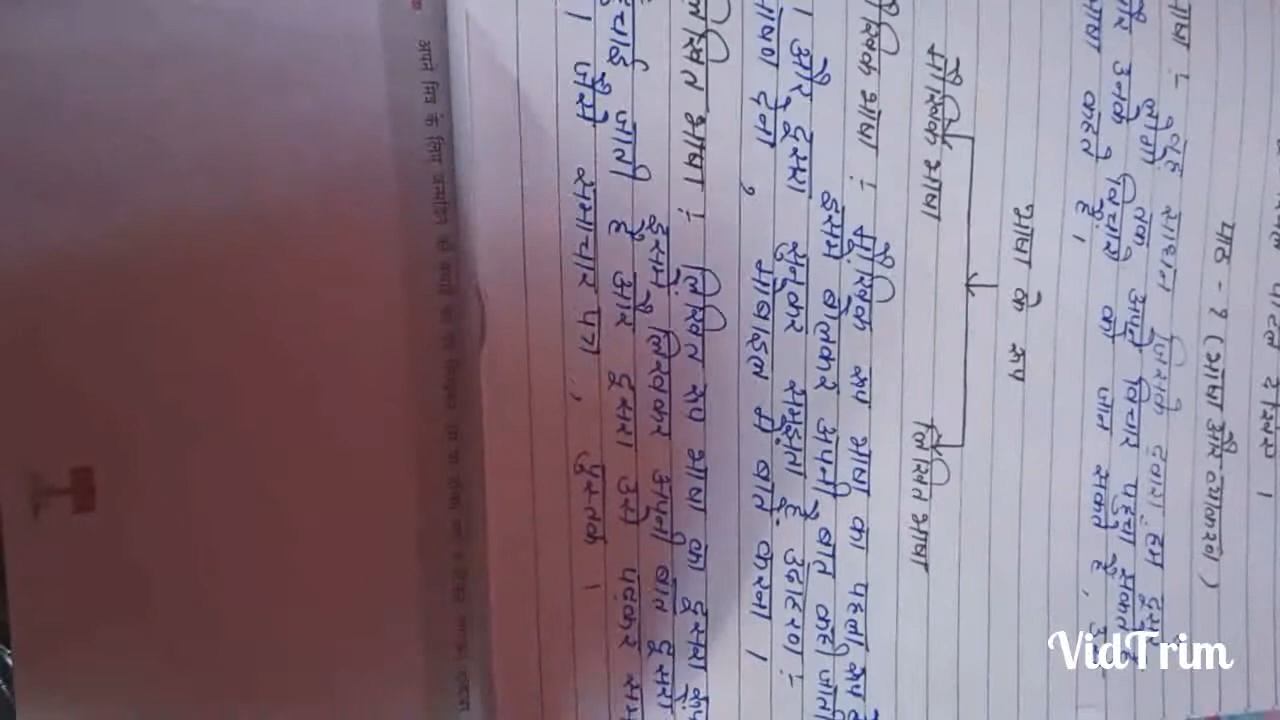 पाठ - १ (भाषा और व्याकरण)
भाषा :- वह साधन जिसके द्वारा हम दूसरे
लोगो तक अपने विचार पहुचा सकते है
और उनके विचारो को जान सकते है, उसे
भाषा कहते है।
भाषा के रूप
मौखिक भाषा
लिखित भाषा
मौखिक भाषा :- मौखिक रूप भाषा का पहला रूप है
इसमे बोलकर अपनी बात कही जाती
। और दूसरा सुनकर समझता है उदाहरण :-
भाषण देना , मोबाइल मे बाते करना ।
लिखित भाषा :- लिखित रूप भाषा का दूसरा रूप
इसमे लिखकर अपनी बात दूसरो
पहुंचाई जाती है और दूसरा उसे पढ़कर सम
। जैसे समाचार पत्र , पुस्तके ।
VidTrim